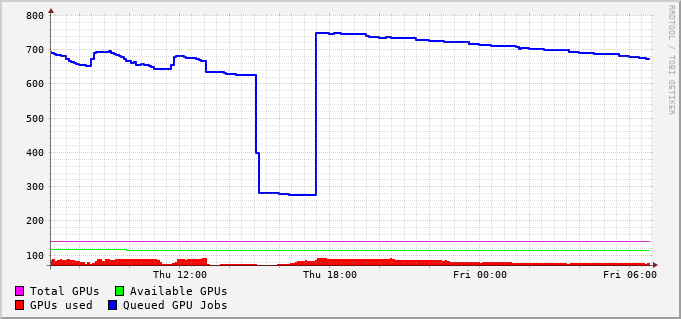 800
700
600
500
400
300
200
100
Thu 12:00 Thu 18:00 Fri 00:00 Fri 06:00
Total GPUs Available GPUs
GPUs used Queued GPU Jobs
RRDTOOL / TOBI OETIKER